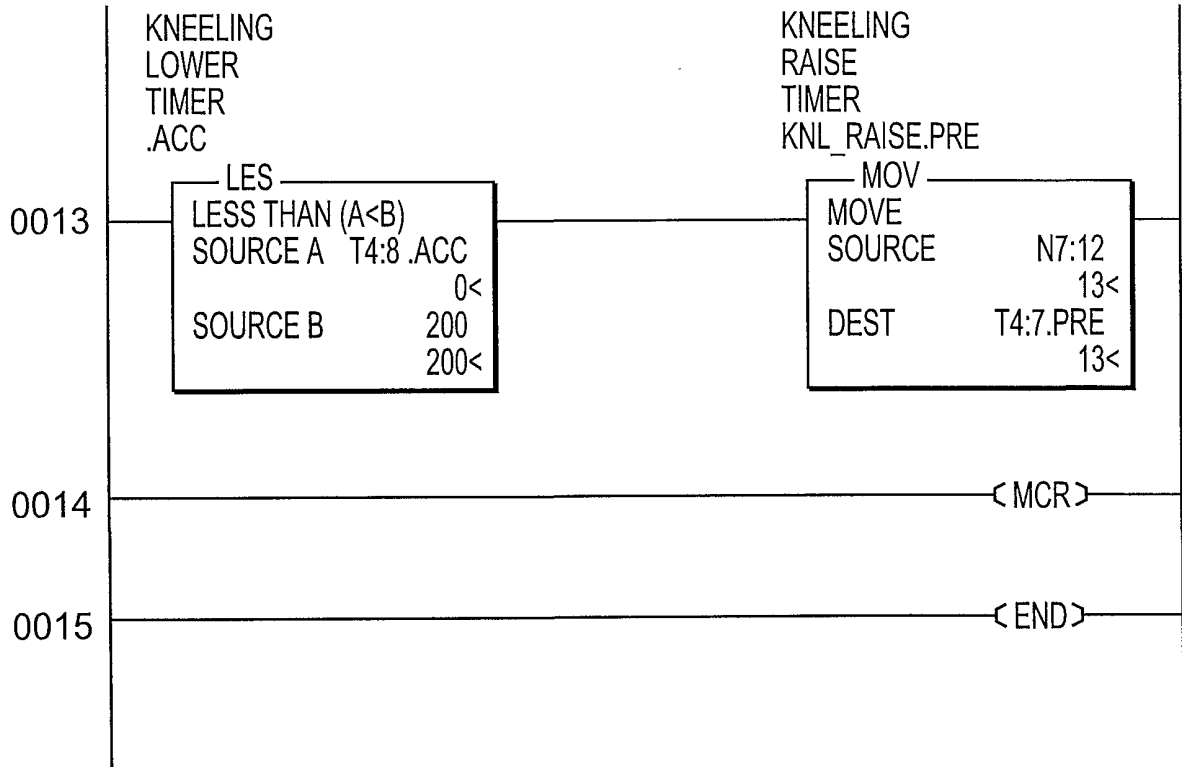 KNEELING
LOWER
TIMER
.ACC
KNEELING
RAISE
TIMER
KNL_RAISE.PRE
0013
LES
LESS THAN (A<B)
SOURCE A T4:8 .ACC
0<
SOURCE B 200
200<
MOV
MOVE
SOURCE N7:12
13<
DEST T4:7.PRE
13<
0014
MCR
0015
END